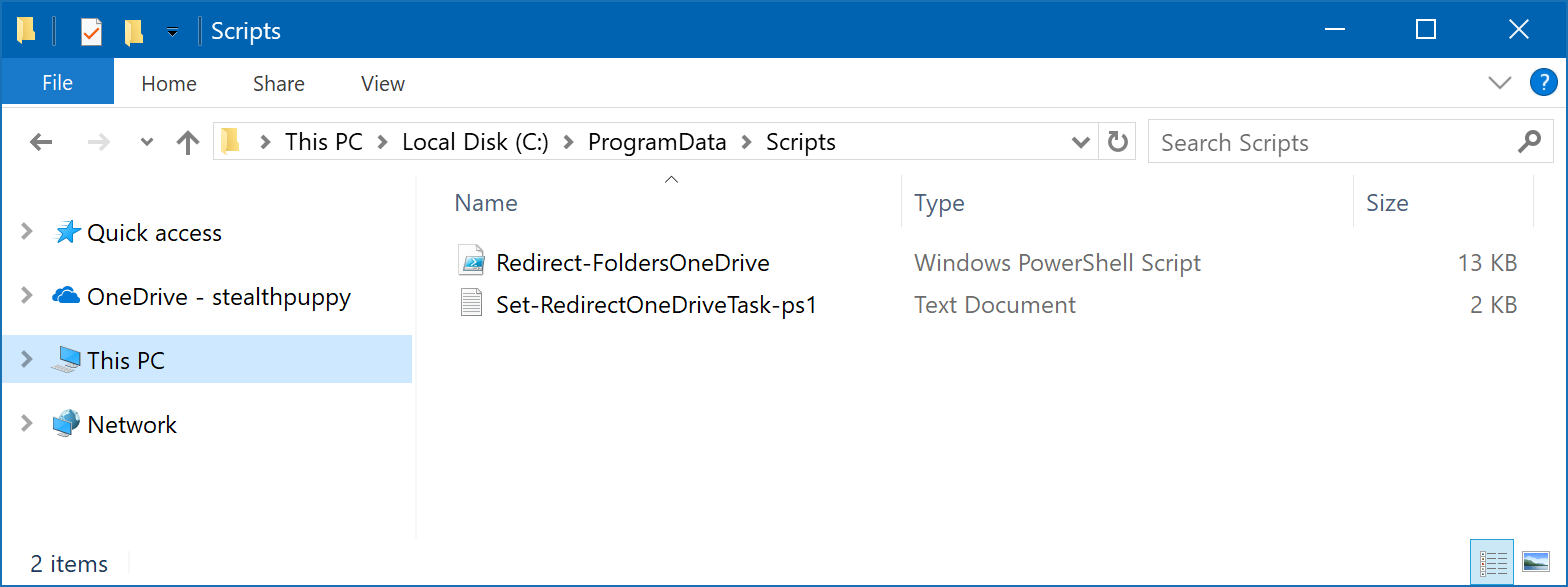 Scripts
File Home Share View ?
This PC Local Disk (C:) ProgramData Scripts Search Scripts
Name Type Size
Quick access
OneDrive - stealthpuppy
This PC
Network
Redirect-FoldersOneDrive Windows PowerShell Script 13 KB
Set-RedirectOneDriveTask-ps1 Text Document 2 KB
2 items